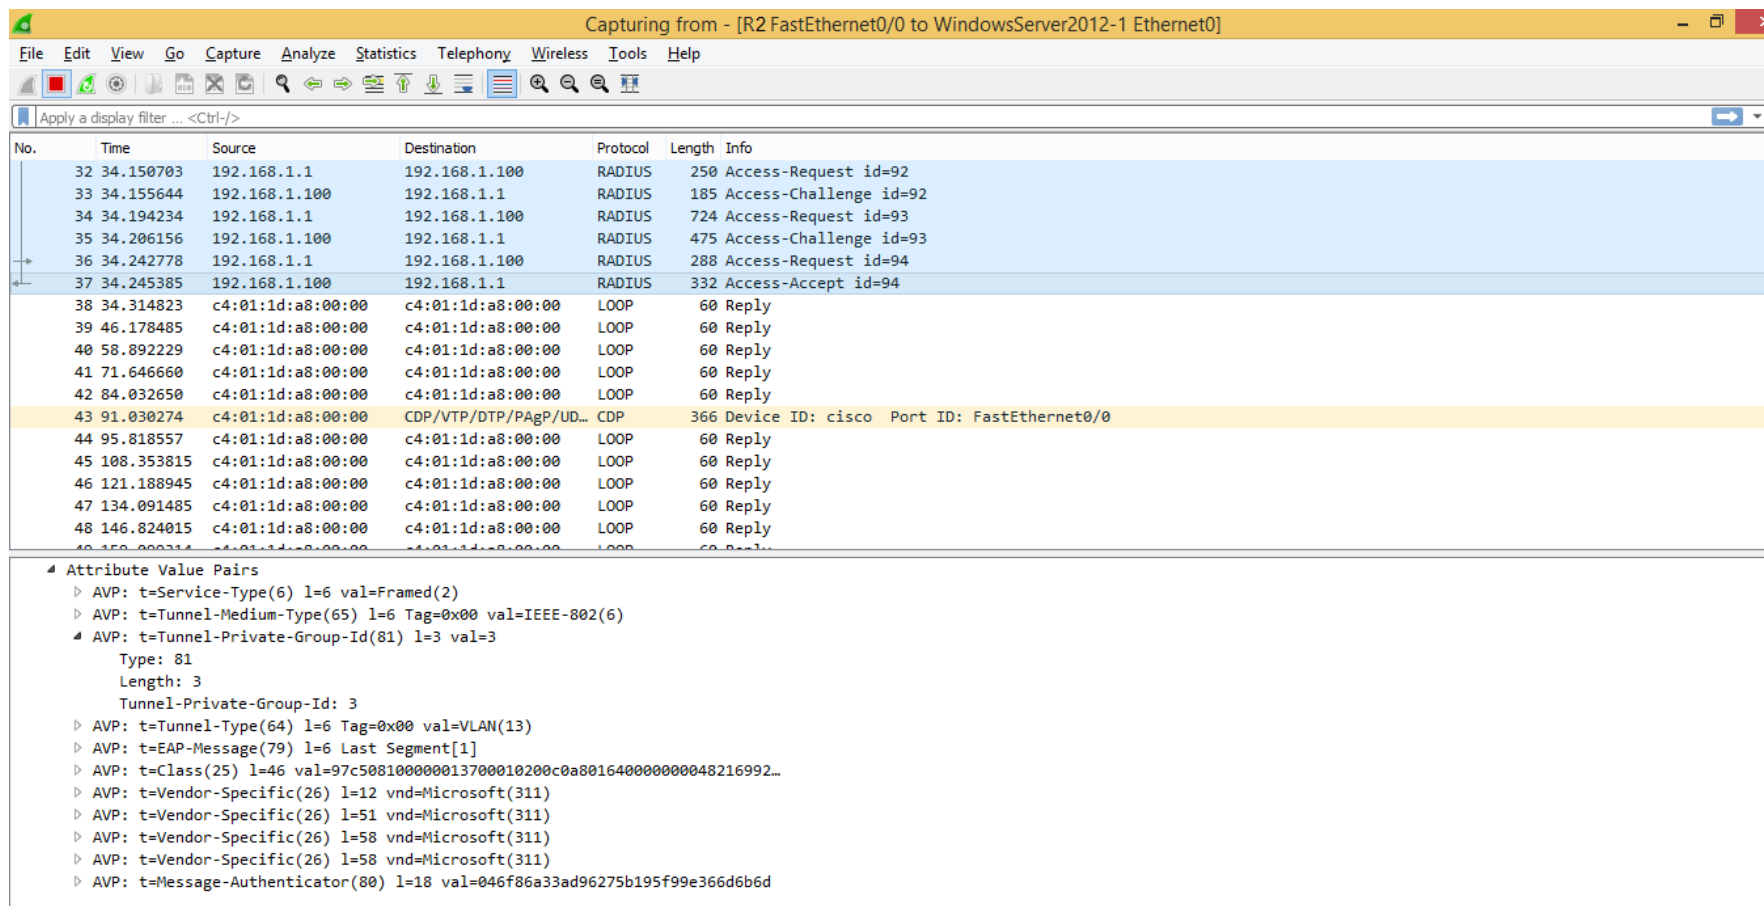 Capturing from - [R2 FastEthernet0/0 to WindowsServer2012-1 Ethernet0]
File Edit View Go Capture Analyze Statistics Telephony Wireless Tools Help
Apply a display filter ... <Ctrl-/>
No. Time Source Destination Protocol Length Info
32 34.150703 192.168.1.1 192.168.1.100 RADIUS 250 Access-Request id=92
33 34.155644 192.168.1.100 192.168.1.1 RADIUS 185 Access-Challenge id=92
34 34.194234 192.168.1.1 192.168.1.100 RADIUS 724 Access-Request id=93
35 34.206156 192.168.1.100 192.168.1.1 RADIUS 475 Access-Challenge id=93
36 34.242778 192.168.1.1 192.168.1.100 RADIUS 288 Access-Request id=94
37 34.245385 192.168.1.100 192.168.1.1 RADIUS 332 Access-Accept id=94
38 34.314823 c4:01:1d:a8:00:00 c4:01:1d:a8:00:00 LOOP 60 Reply
39 46.178485 c4:01:1d:a8:00:00 c4:01:1d:a8:00:00 LOOP 60 Reply
40 58.892229 c4:01:1d:a8:00:00 c4:01:1d:a8:00:00 LOOP 60 Reply
41 71.646660 c4:01:1d:a8:00:00 c4:01:1d:a8:00:00 LOOP 60 Reply
42 84.032650 c4:01:1d:a8:00:00 c4:01:1d:a8:00:00 LOOP 60 Reply
43 91.030274 c4:01:1d:a8:00:00 CDP/VTP/DTP/PAgP/UD… CDP 366 Device ID: cisco Port ID: FastEthernet0/0
44 95.818557 c4:01:1d:a8:00:00 c4:01:1d:a8:00:00 LOOP 60 Reply
45 108.353815 c4:01:1d:a8:00:00 c4:01:1d:a8:00:00 LOOP 60 Reply
46 121.188945 c4:01:1d:a8:00:00 c4:01:1d:a8:00:00 LOOP 60 Reply
47 134.091485 c4:01:1d:a8:00:00 c4:01:1d:a8:00:00 LOOP 60 Reply
48 146.824015 c4:01:1d:a8:00:00 c4:01:1d:a8:00:00 LOOP 60 Reply
Attribute Value Pairs
AVP: t=Service-Type(6) l=6 val=Framed(2)
AVP: t=Tunnel-Medium-Type(65) l=6 Tag=0x00 val=IEEE-802(6)
AVP: t=Tunnel-Private-Group-Id(81) l=3 val=3
Type: 81
Length: 3
Tunnel-Private-Group-Id: 3
AVP: t=Tunnel-Type(64) l=6 Tag=0x00 val=VLAN(13)
AVP: t=EAP-Message(79) l=6 Last Segment[1]
AVP: t=Class(25) l=46 val=97c508100000013700010200c0a801640000000048216992…
AVP: t=Vendor-Specific(26) l=12 vnd=Microsoft(311)
AVP: t=Vendor-Specific(26) l=51 vnd=Microsoft(311)
AVP: t=Vendor-Specific(26) l=58 vnd=Microsoft(311)
AVP: t=Vendor-Specific(26) l=58 vnd=Microsoft(311)
AVP: t=Message-Authenticator(80) l=18 val=046f86a33ad96275b195f99e366d6b6d